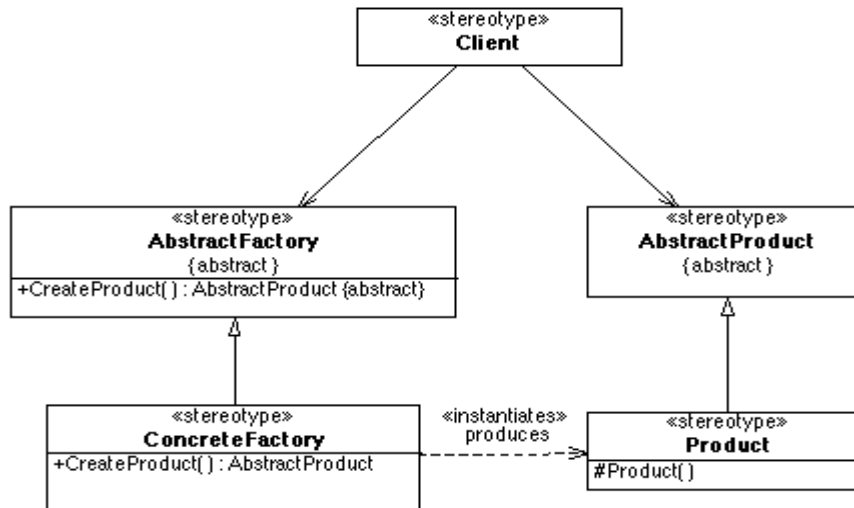 «stereotype»
Client
«stereotype»
AbstractFactory
{abstract}
+CreateProduct() : AbstractProduct {abstract}
«stereotype»
AbstractProduct
{abstract}
«stereotype»
ConcreteFactory
+CreateProduct() : AbstractProduct
«instantiates»
produces
«stereotype»
Product
#Product()